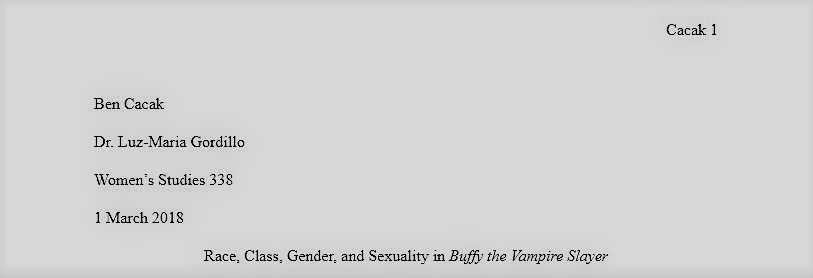 Cacak 1
Ben Cacak
Dr. Luz-Maria Gordillo
Women’s Studies 338
1 March 2018
Race, Class, Gender, and Sexuality in Buffy the Vampire Slayer